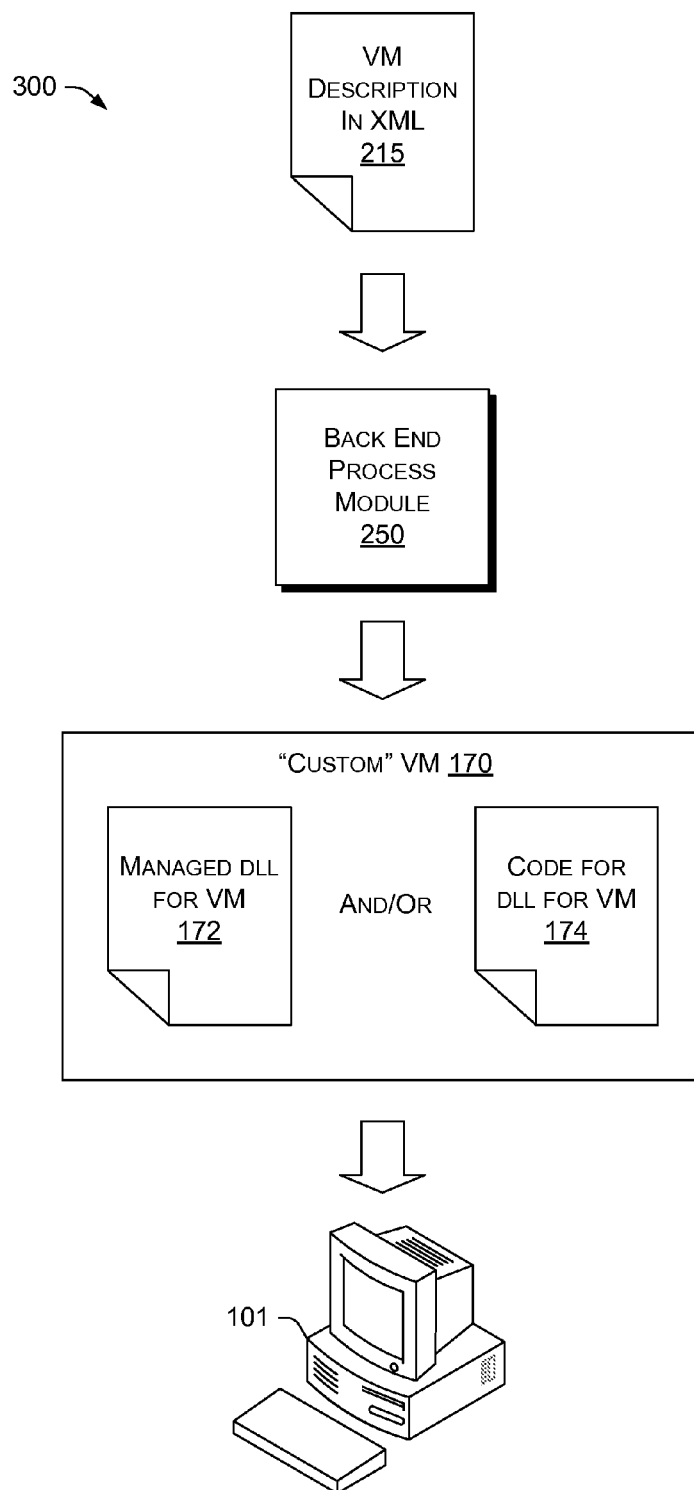 300
VM
DESCRIPTION
IN XML
215
BACK END
PROCESS
MODULE
250
“CUSTOM” VM 170
MANAGED DLL
FOR VM
172
AND/OR
CODE FOR
DLL FOR VM
174
101